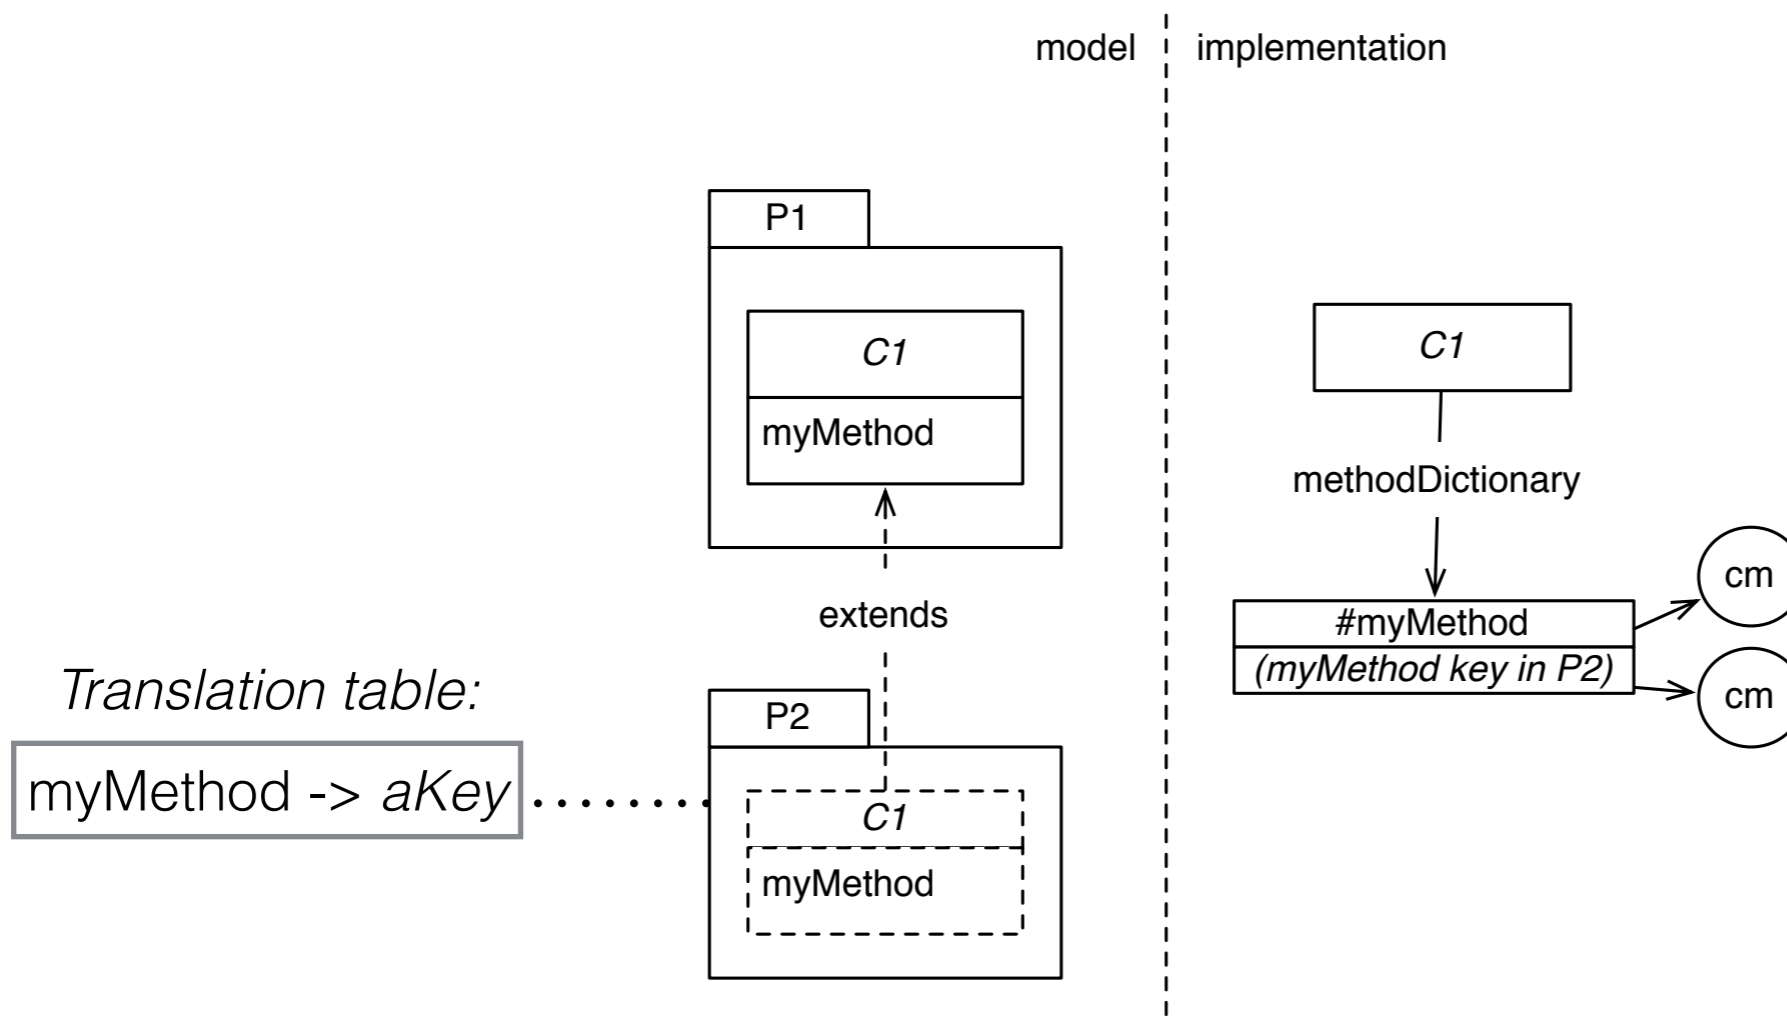 model
implementation
P1
C1
myMethod
extends
P2
C1
myMethod
Translation table:
myMethod -> aKey
C1
methodDictionary
#myMethod
(myMethod key in P2)
cm
cm